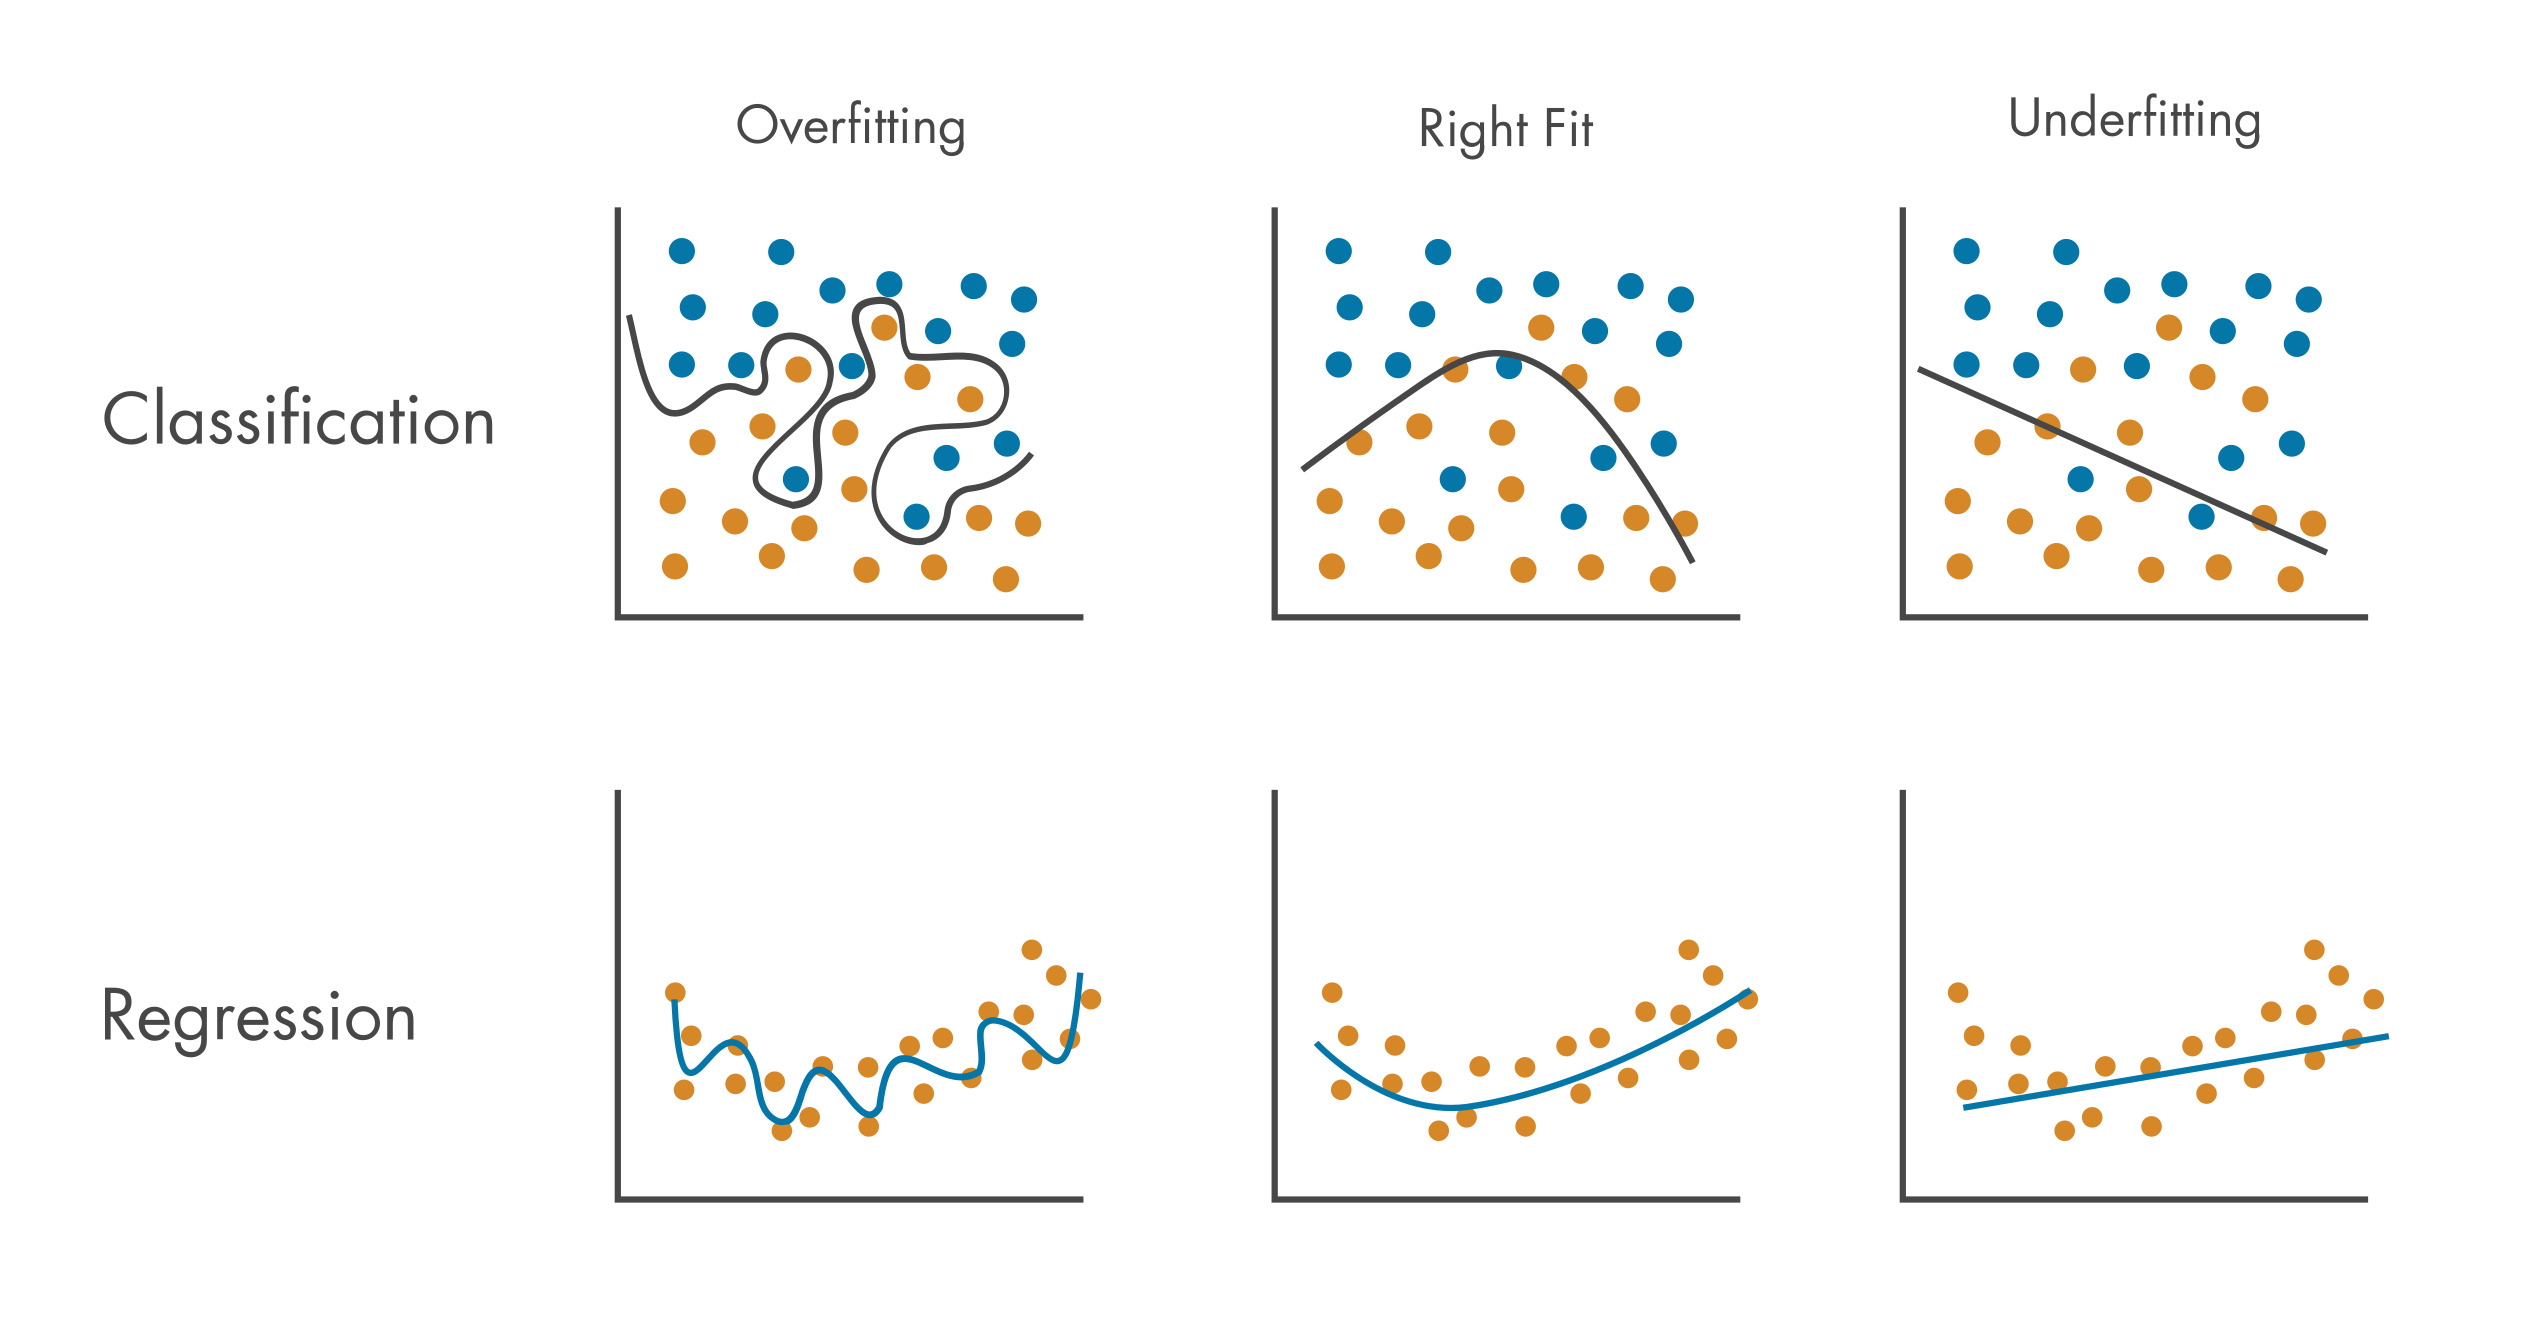 Overfitting
Right Fit
Underfitting
Classification
Regression